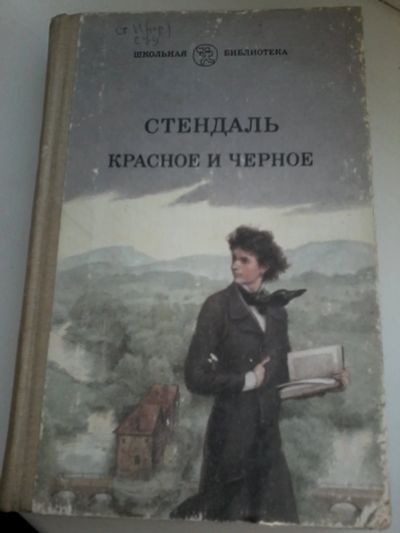 ШКОЛЬНАЯ БИБЛИОТЕКА
СТЕНДАЛЬ
КРАСНОЕ И ЧЕРНОЕ